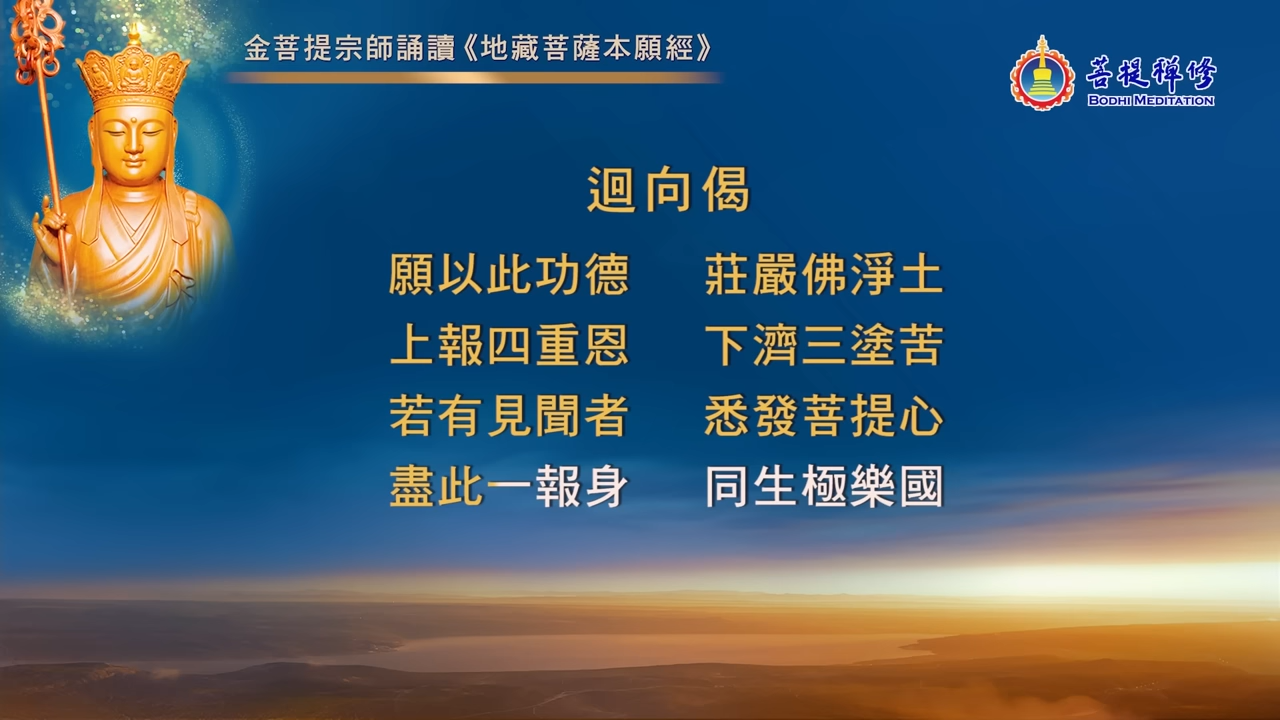 金菩提宗師誦讀《地藏菩薩本願經》
菩提禪修
BODHI MEDITATION
迴向偈
願以此功德 莊嚴佛淨土
上報四重恩 下濟三塗苦
若有見聞者 悉發菩提心
盡此一報身 同生極樂國